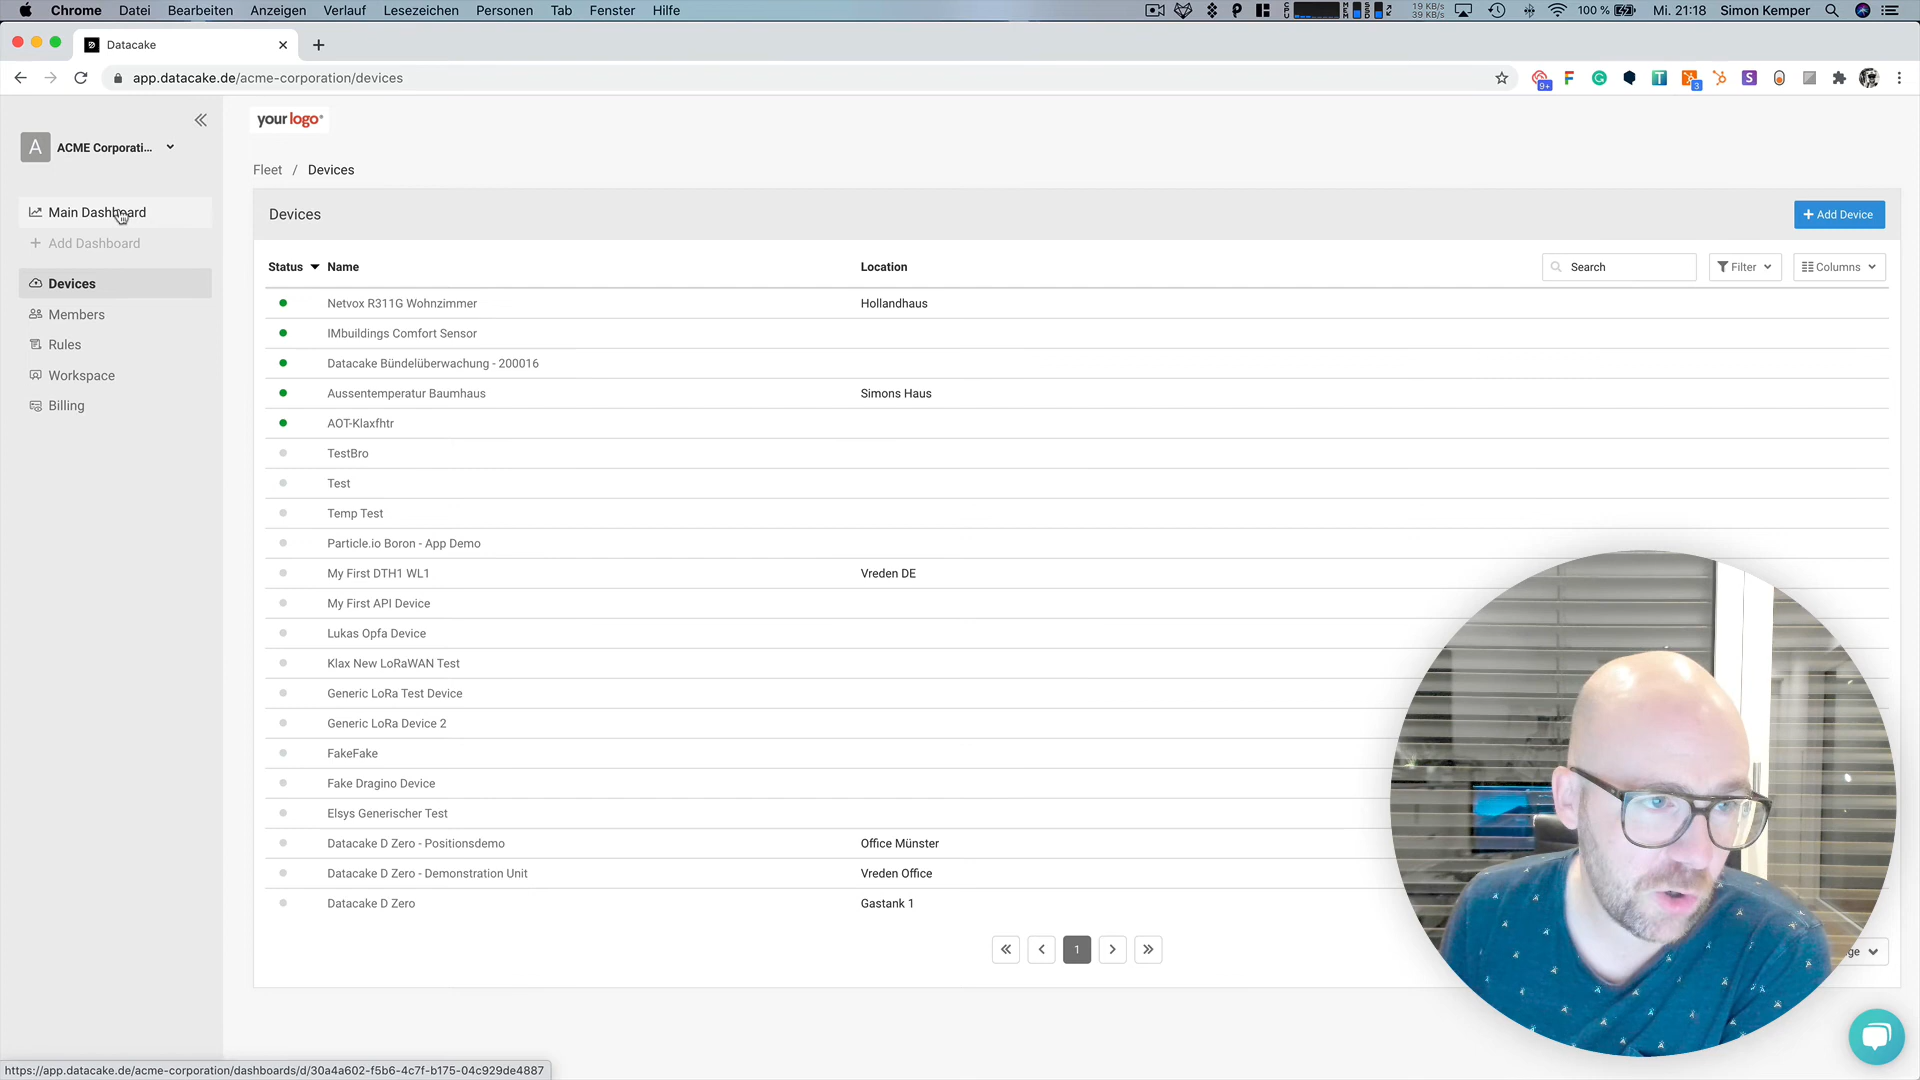 Chrome Datei Bearbeiten Anzeigen Verlauf Lesezeichen Personen Tab Fenster Hilfe 19 KB/s 39 KB/s 100 % Mi. 21:18 Simon Kemper
Datacake
app.datacake.de/acme-corporation/devices
9+ 3
your logo
A ACME Corporati...
Fleet / Devices
Main Dashboard
Add Dashboard
Devices
Members
Rules
Workspace
Billing
Devices
+ Add Device
Status Name Location Search Filter Columns
Netvox R311G Wohnzimmer Hollandhaus
IMbuildings Comfort Sensor
Datacake Bündelüberwachung - 200016
Aussentemperatur Baumhaus Simons Haus
AOT-Klaxfhtr
TestBro
Test
Temp Test
Particle.io Boron - App Demo
My First DTH1 WL1 Vreden DE
My First API Device
Lukas Opfa Device
Klax New LoRaWAN Test
Generic LoRa Test Device
Generic LoRa Device 2
FakeFake
Fake Dragino Device
Elsys Generischer Test
Datacake D Zero - Positionsdemo Office Münster
Datacake D Zero - Demonstration Unit Vreden Office
Datacake D Zero Gastank 1
1
https://app.datacake.de/acme-corporation/dashboards/d/30a4a602-f5b6-4c7f-b175-04c929de4887